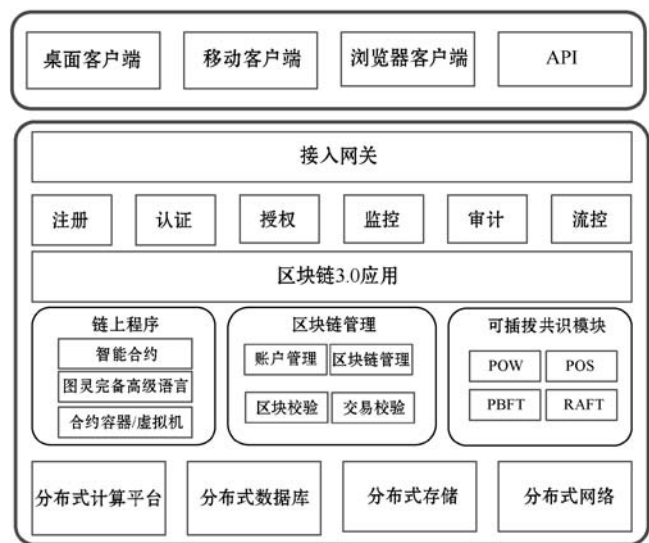 桌面客户端 移动客户端 浏览器客户端 API
接入网关
注册 认证 授权 监控 审计 流控
区块链3.0应用
链上程序 区块链管理 可插拔共识模块
智能合约 账户管理 区块链管理 POW POS
图灵完备高级语言
合约容器/虚拟机 区块校验 交易校验 PBFT RAFT
分布式计算平台 分布式数据库 分布式存储 分布式网络